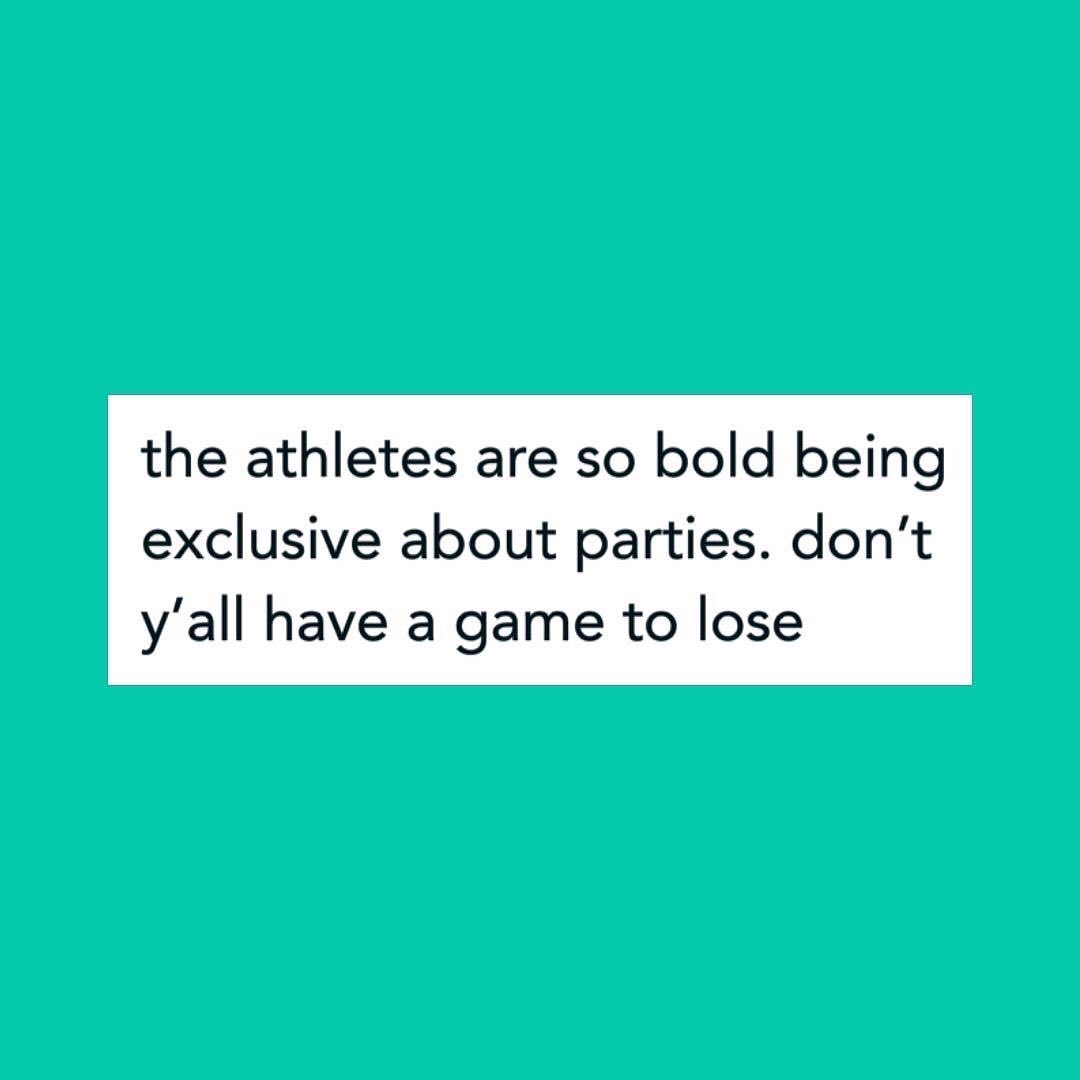 the athletes are so bold being
exclusive about parties. don’t
y’all have a game to lose